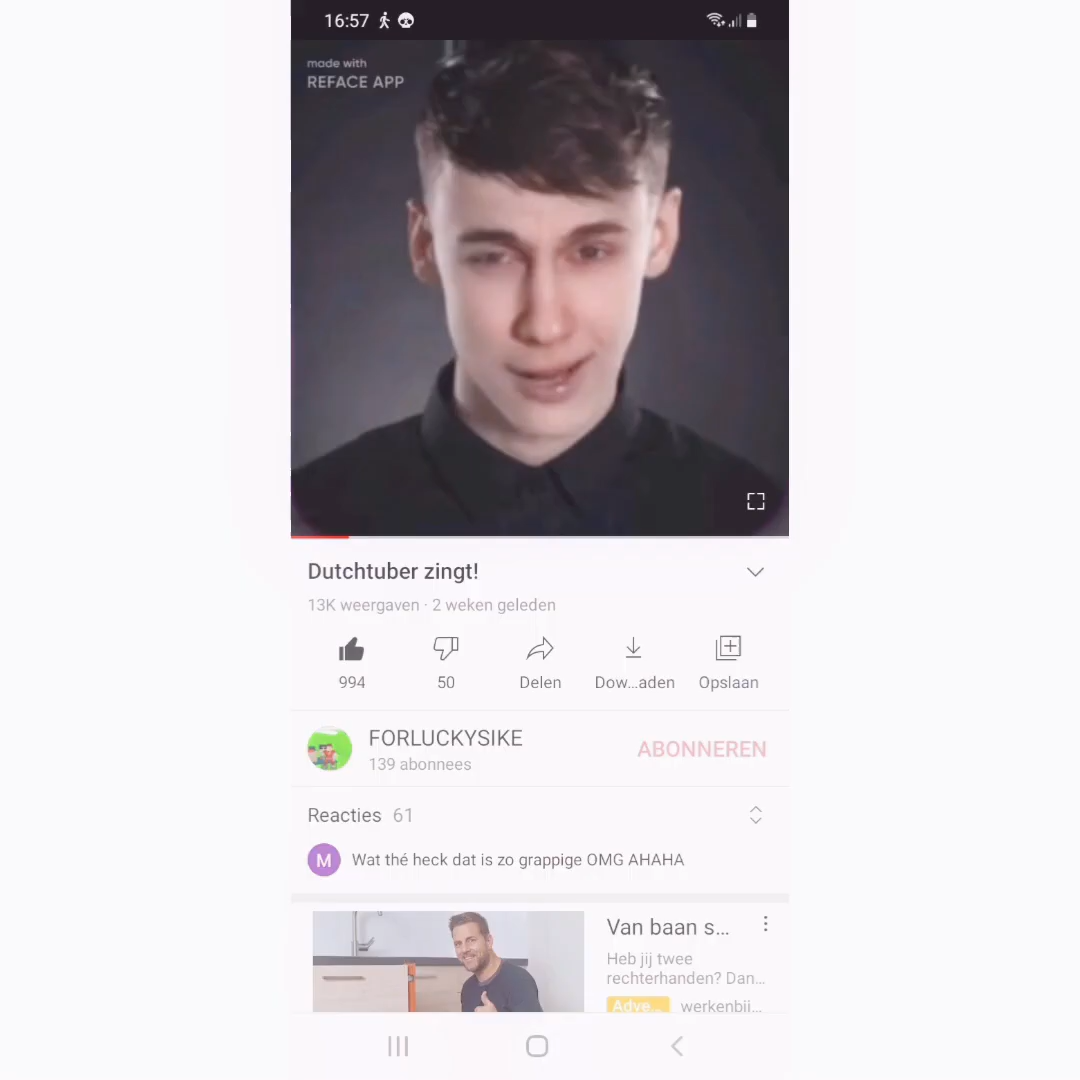 16:57
made with
REFACE APP
Dutchtuber zingt!
13K weergaven · 2 weken geleden
994
50
Delen
Dow...aden
Opslaan
FORLUCKYSIKE
139 abonnees
ABONNEREN
Reacties 61
M
Wat thé heck dat is zo grappige OMG AHAHA
Van baan s...
Heb jij twee
rechterhanden? Dan...
Adve...
werkenbij...